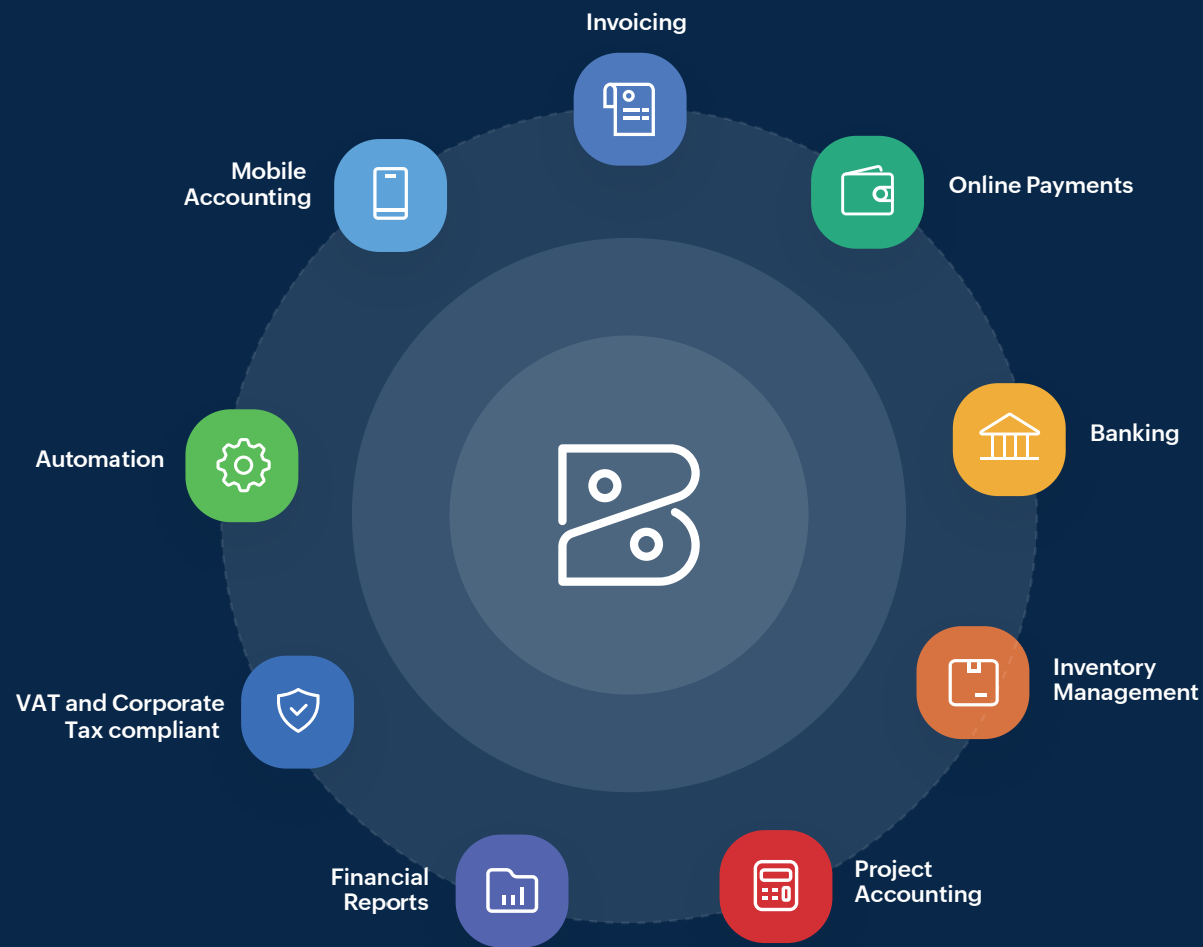 Invoicing
Mobile
Accounting
Online Payments
Banking
Automation
Inventory
Management
VAT and Corporate
Tax compliant
Project
Accounting
Financial
Reports